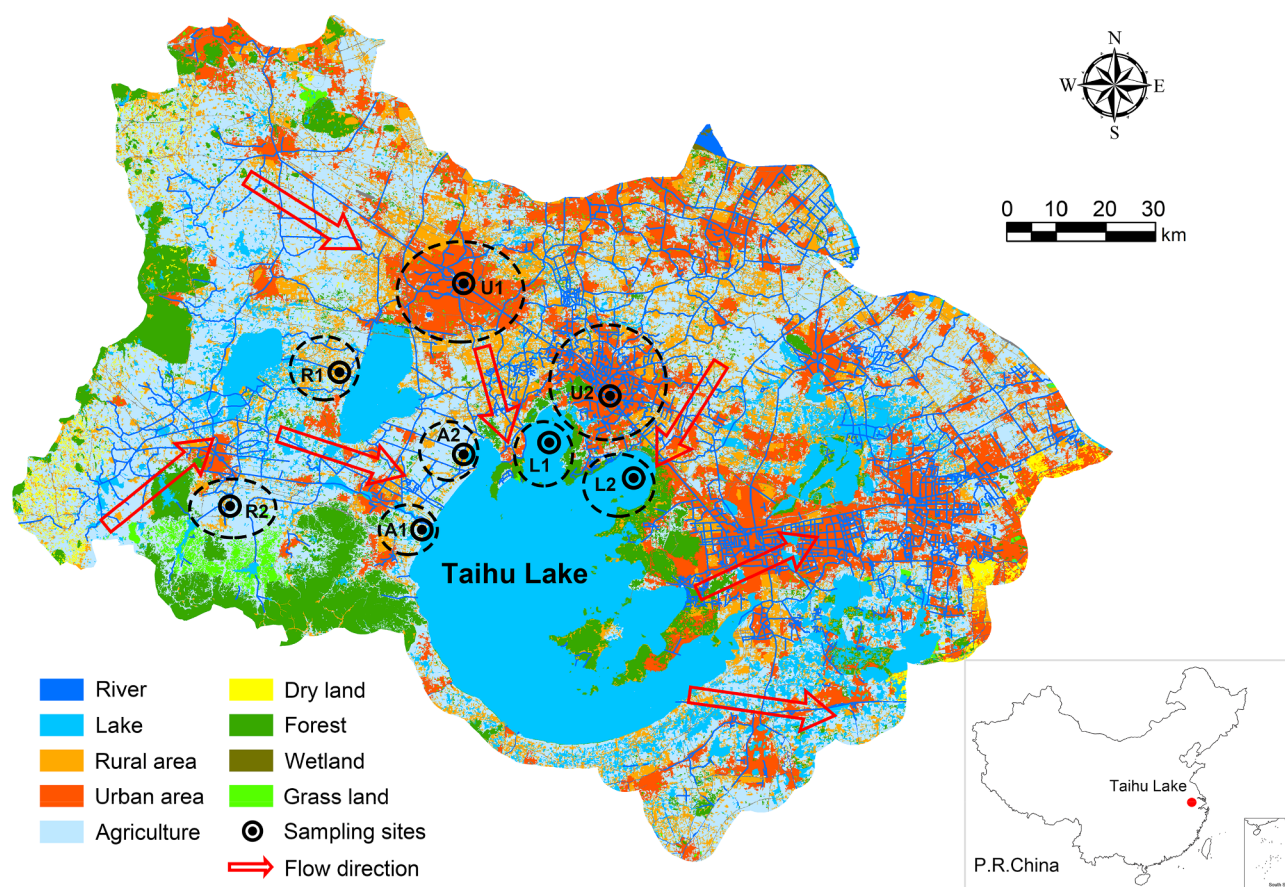 N
W E
S
0 10 20 30
km
U1
R1
U2
A2
L1
L2
R2
A1
Taihu Lake
River
Lake
Rural area
Urban area
Agriculture
Dry land
Forest
Wetland
Grass land
Sampling sites
Flow direction
Taihu Lake
P.R.China